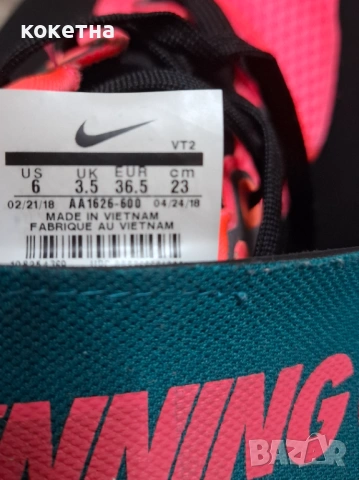 кокетна
VT2
US UK EUR cm
6 3.5 36.5 23
02/21/18 AA1626-600 04/24/18
MADE IN VIETNAM
FABRIQUE AU VIETNAM
NNING
bazar